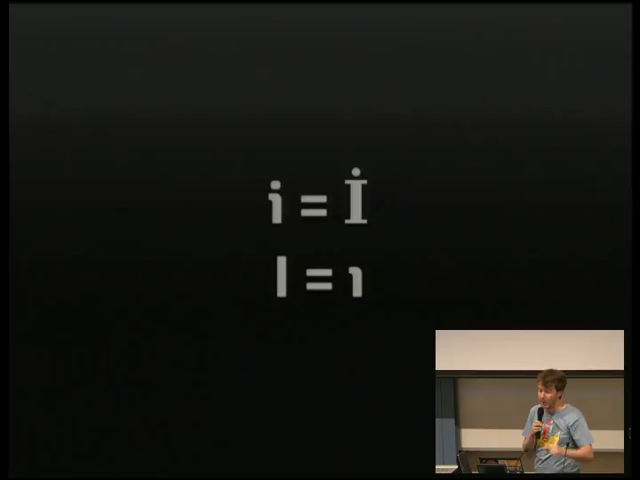 i = İ
I = ı